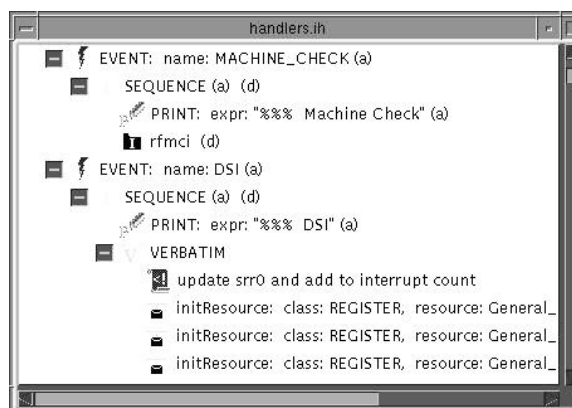 handlers.ih
EVENT: name: MACHINE_CHECK (a)
SEQUENCE (a) (d)
PRINT: expr: "%%% Machine Check" (a)
rfmci (d)
EVENT: name: DSI (a)
SEQUENCE (a) (d)
PRINT: expr: "%%% DSI" (a)
VERBATIM
update srr0 and add to interrupt count
initResource: class: REGISTER, resource: General_
initResource: class: REGISTER, resource: General_
initResource: class: REGISTER, resource: General_